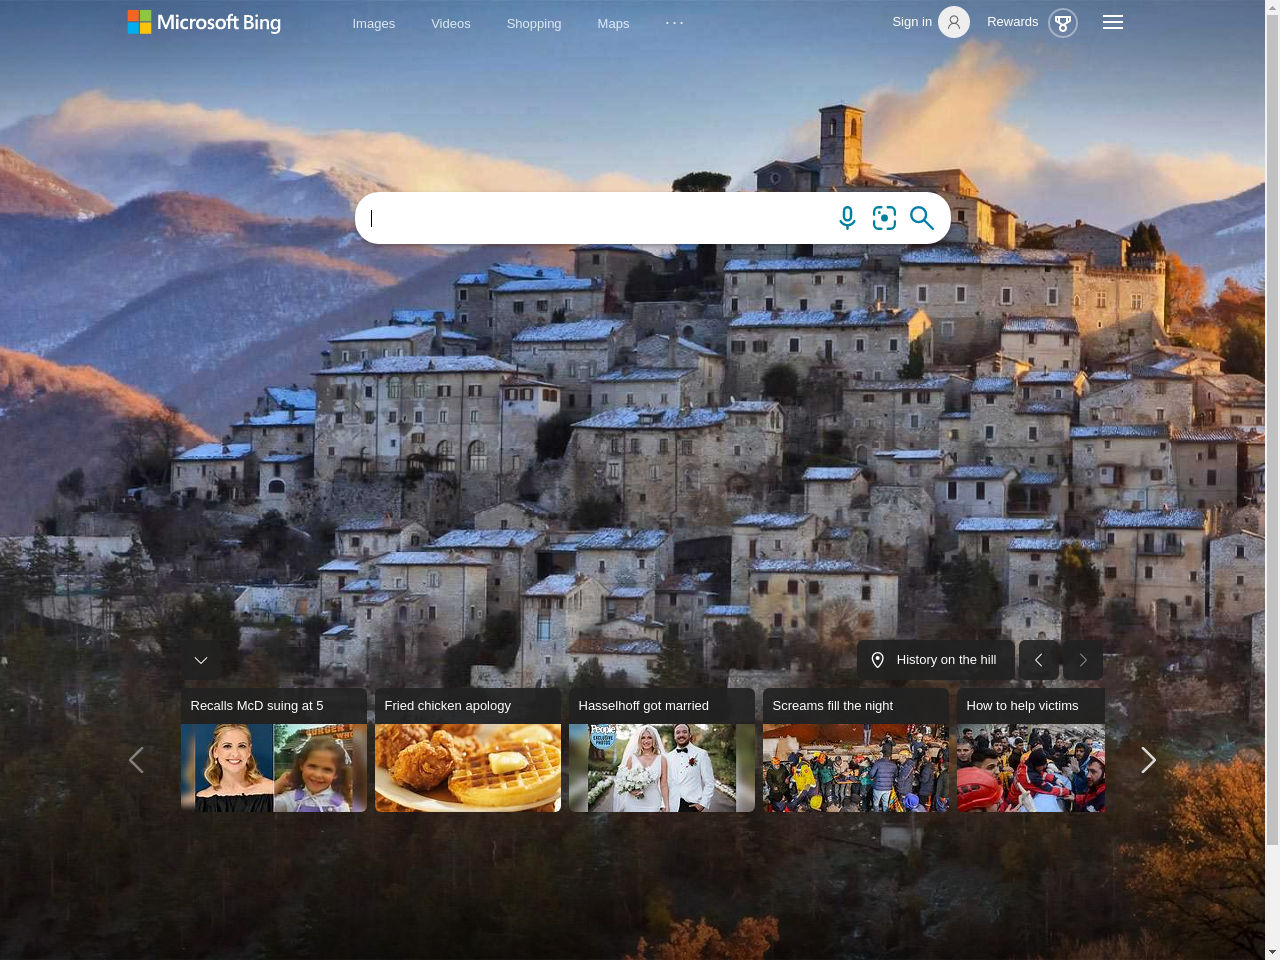 Microsoft Bing
Images
Videos
Shopping
Maps
Sign in
Rewards
History on the hill
Recalls McD suing at 5
Fried chicken apology
Hasselhoff got married
Screams fill the night
How to help victims
People
EXCLUSIVE
PHOTOS